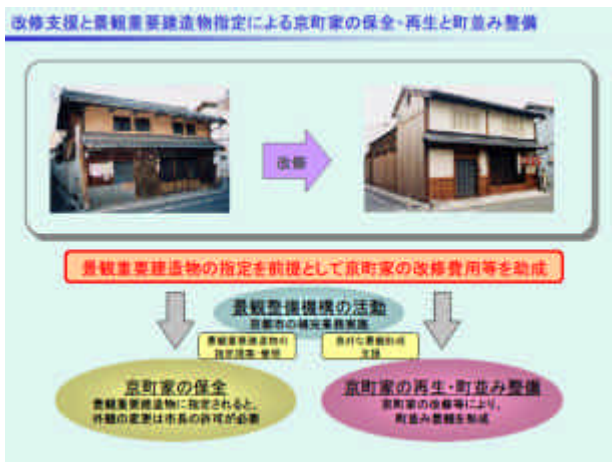 改修支援と景観重要建造物指定による京町家の保全・再生と町並み整備
改修
景観重要建造物の指定を前提として京町家の改修費用等を助成
景観整備機構の活動
京都市の補完業務実施
景観重要建造物の
指定提案・管理
良好な景観形成
支援
京町家の保全
景観重要建造物に指定されると、
外観の変更は市長の許可が必要
京町家の再生・町並み整備
京町家の改修等により、
町並み景観を形成